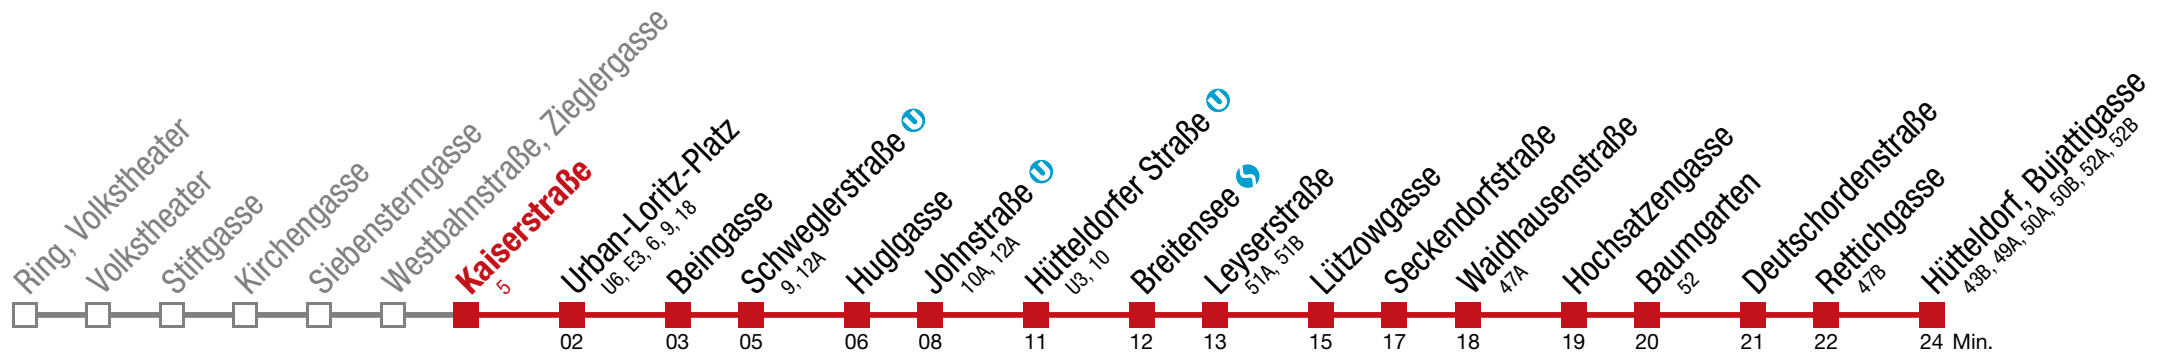 Ring, Volkstheater
Volkstheater
Stiftgasse
Kirchengasse
Siebensterngasse
Westbahnstraße, Zieglergasse
Kaiserstraße
5
Urban-Loritz-Platz
U6, E3, 6, 9, 18
Beingasse
Schweglerstraße U
9, 12A
Huglgasse
Johnstraße U
10A, 12A
Hütteldorfer Straße U
U3, 10
Breitensee S
Leyserstraße
51A, 51B
Lützowgasse
Seckendorfstraße
Waidhausenstraße
47A
Hochsatzengasse
Baumgarten
52
Deutschordenstraße
Rettichgasse
47B
Hütteldorf, Bujattigasse
43B, 49A, 50A, 50B, 52A, 52B
02 03 05 06 08 11 12 13 15 17 18 19 20 21 22 24 Min.